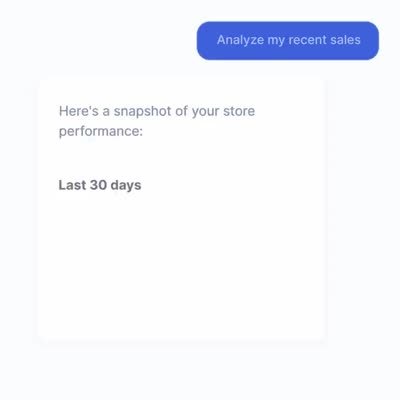 Analyze my recent sales
Here's a snapshot of your store
performance:
Last 30 days